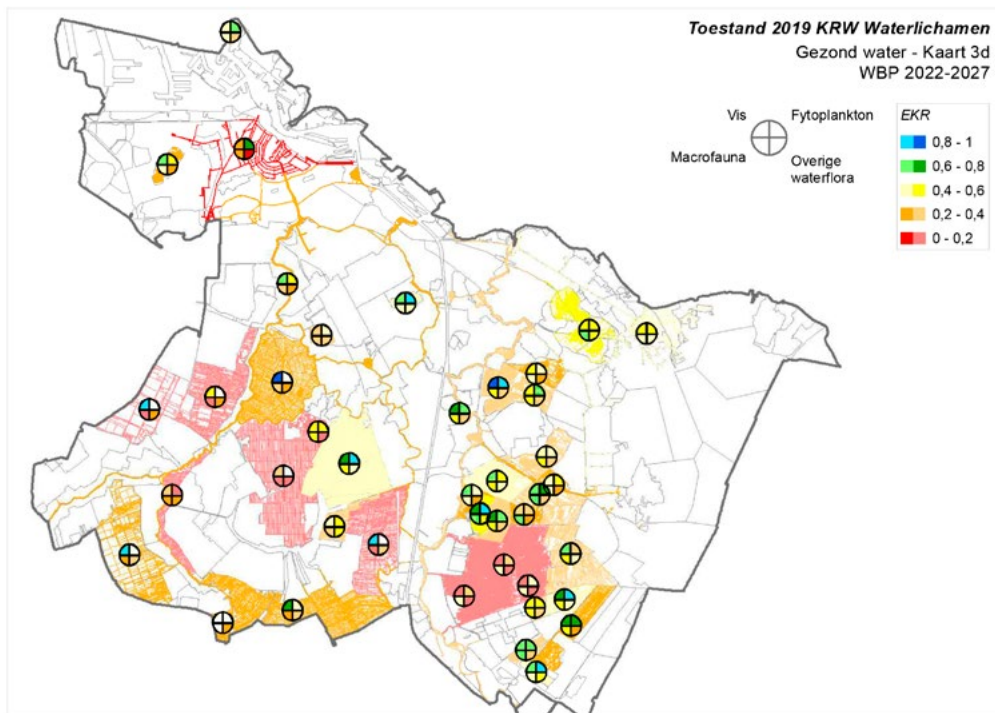 Toestand 2019 KRW Waterlichamen
Gezond water - Kaart 3d
WBP 2022-2027
Vis
Fytoplankton
Macrofauna
Overige
waterflora
EKR
0,8 - 1
0,6 - 0,8
0,4 - 0,6
0,2 - 0,4
0 - 0,2